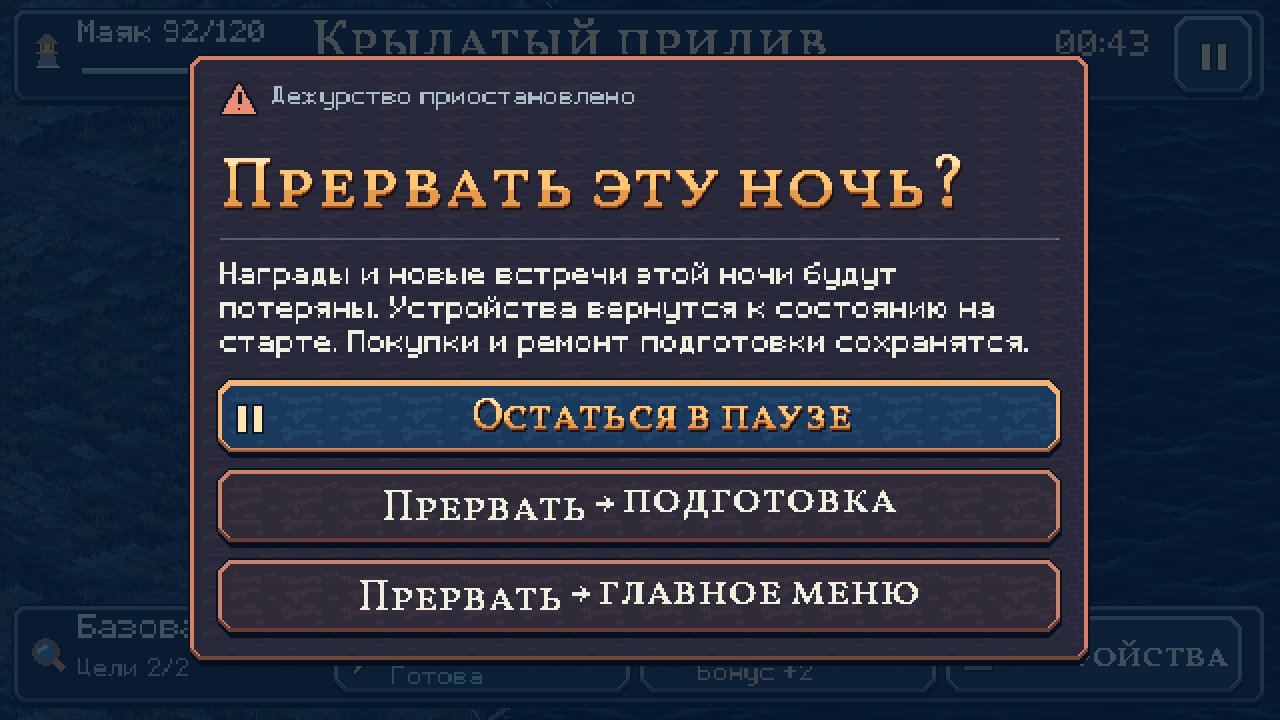 Маяк 92/120
Крылатый прилив
00:43
Дежурство приостановлено
Прервать эту ночь?
Награды и новые встречи этой ночи будут
потеряны. Устройства вернутся к состоянию на
старте. Покупки и ремонт подготовки сохранятся.
Остаться в паузе
Прервать → подготовка
Прервать → главное меню
Цели 2/2
Готова
Бонус +2